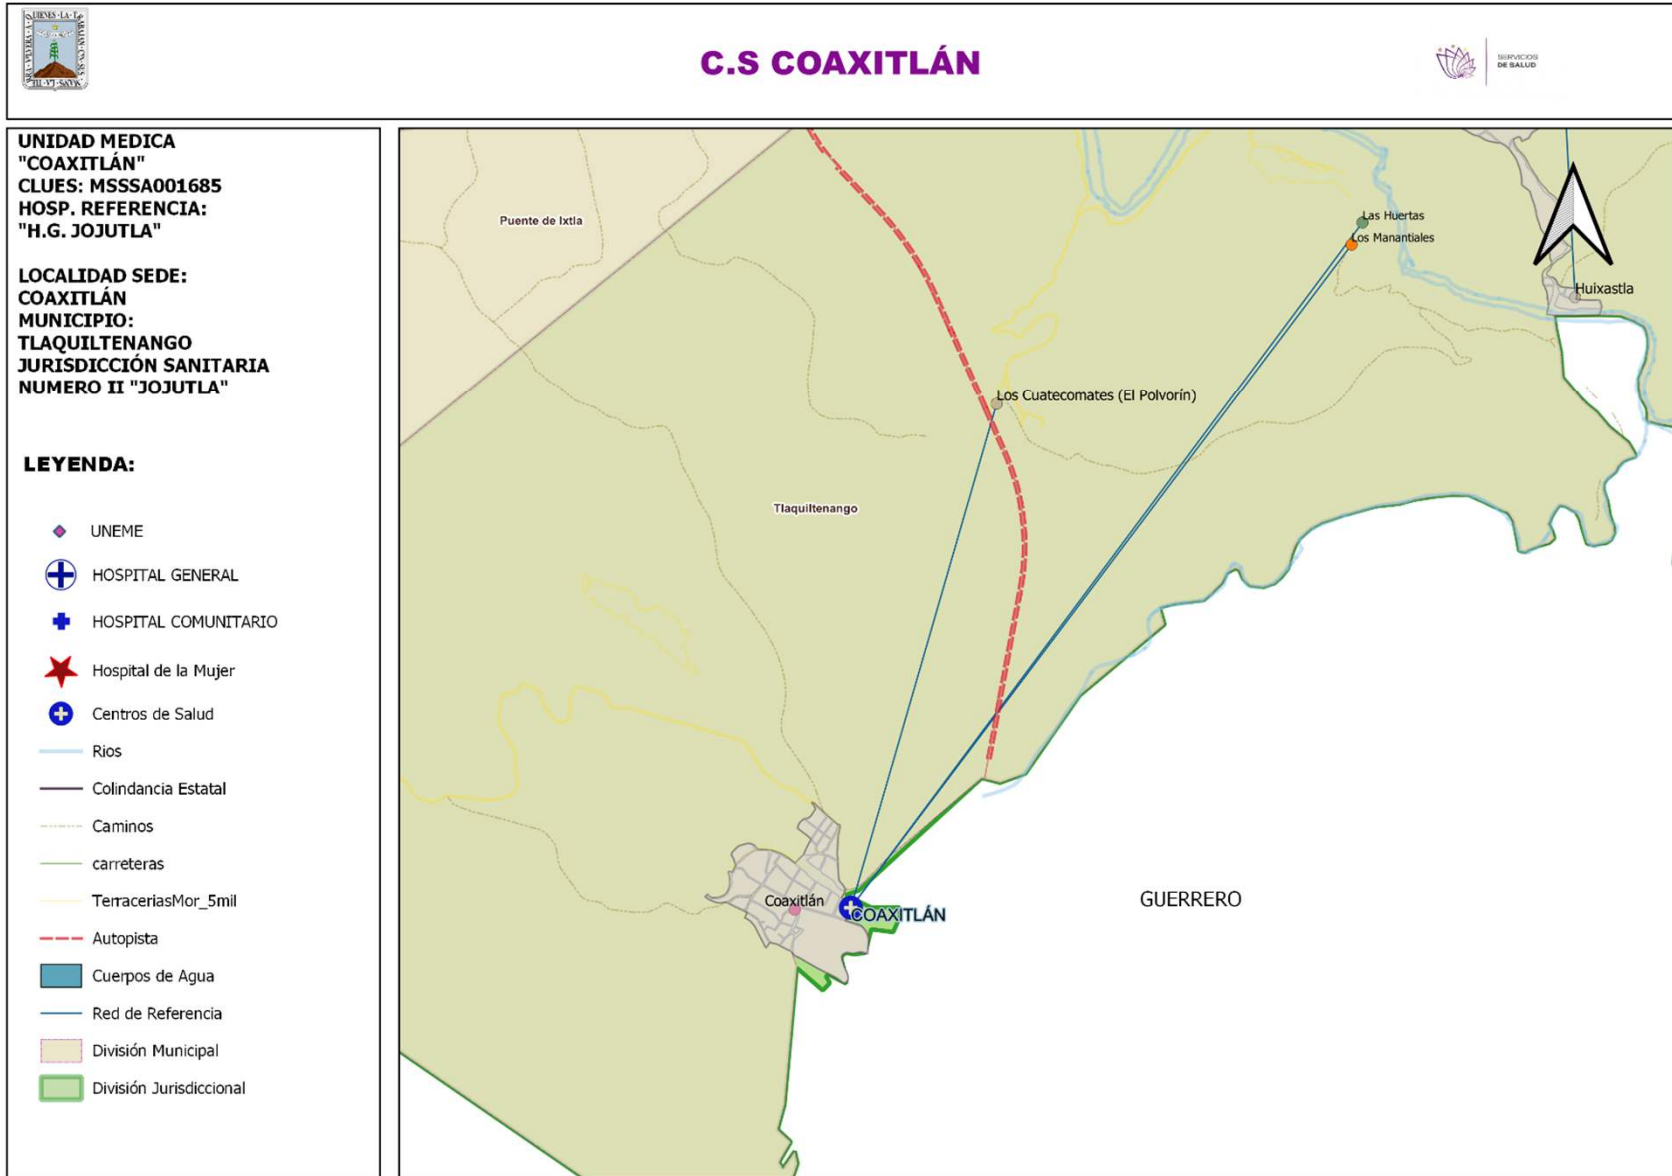 C.S COAXITLÁN
SERVICIOS
DE SALUD
UNIDAD MEDICA
"COAXITLÁN"
CLUES: MSSSA001685
HOSP. REFERENCIA:
"H.G. JOJUTLA"
LOCALIDAD SEDE:
COAXITLÁN
MUNICIPIO:
TLAQUILTENANGO
JURISDICCIÓN SANITARIA
NUMERO II "JOJUTLA"
LEYENDA:
UNEME
HOSPITAL GENERAL
HOSPITAL COMUNITARIO
Hospital de la Mujer
Centros de Salud
Rios
Colindancia Estatal
Caminos
carreteras
TerraceriasMor_5mil
Autopista
Cuerpos de Agua
Red de Referencia
División Municipal
División Jurisdiccional
Puente de Ixtla
Las Huertas
Los Manantiales
Huixastla
Los Cuatecomates (El Polvorín)
Tlaquiltenango
Coaxitlán
COAXITLÁN
GUERRERO